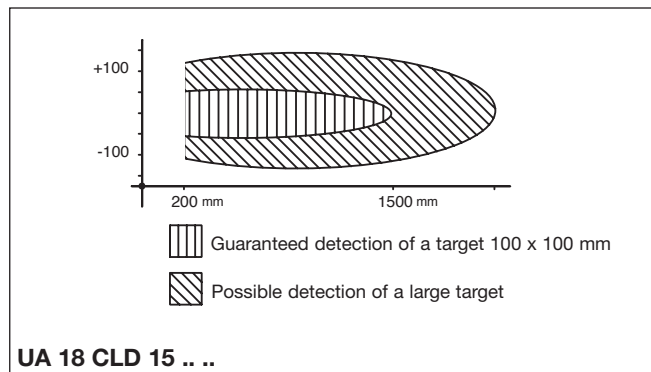 +100
-100
200 mm
1500 mm
Guaranteed detection of a target 100 x 100 mm
Possible detection of a large target
UA 18 CLD 15 .. ..